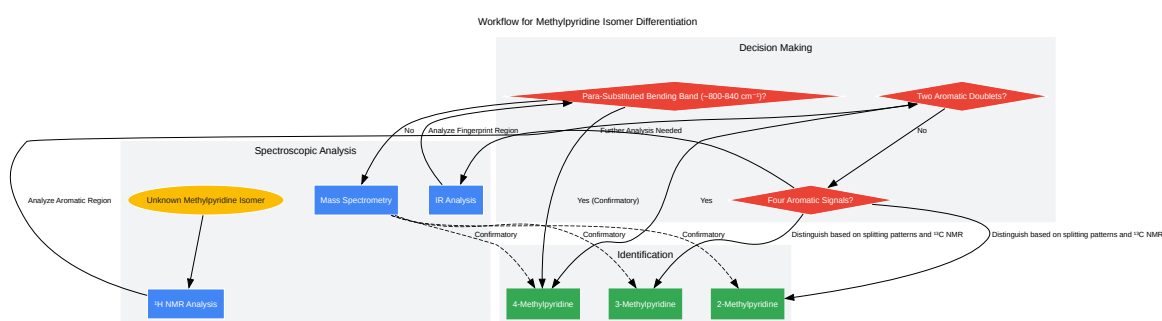 Workflow for Methylpyridine Isomer Differentiation
Decision Making
Para-Substituted Bending Band (~800-840 cm⁻¹)?
Two Aromatic Doublets?
No
Analyze Fingerprint Region
Further Analysis Needed
No
Spectroscopic Analysis
Analyze Aromatic Region
Unknown Methylpyridine Isomer
Mass Spectrometry
IR Analysis
Yes (Confirmatory)
Yes
Four Aromatic Signals?
Confirmatory
Confirmatory
Confirmatory
Distinguish based on splitting patterns and ¹³C NMR
Distinguish based on splitting patterns and ¹³C NMR
Identification
¹H NMR Analysis
4-Methylpyridine
3-Methylpyridine
2-Methylpyridine